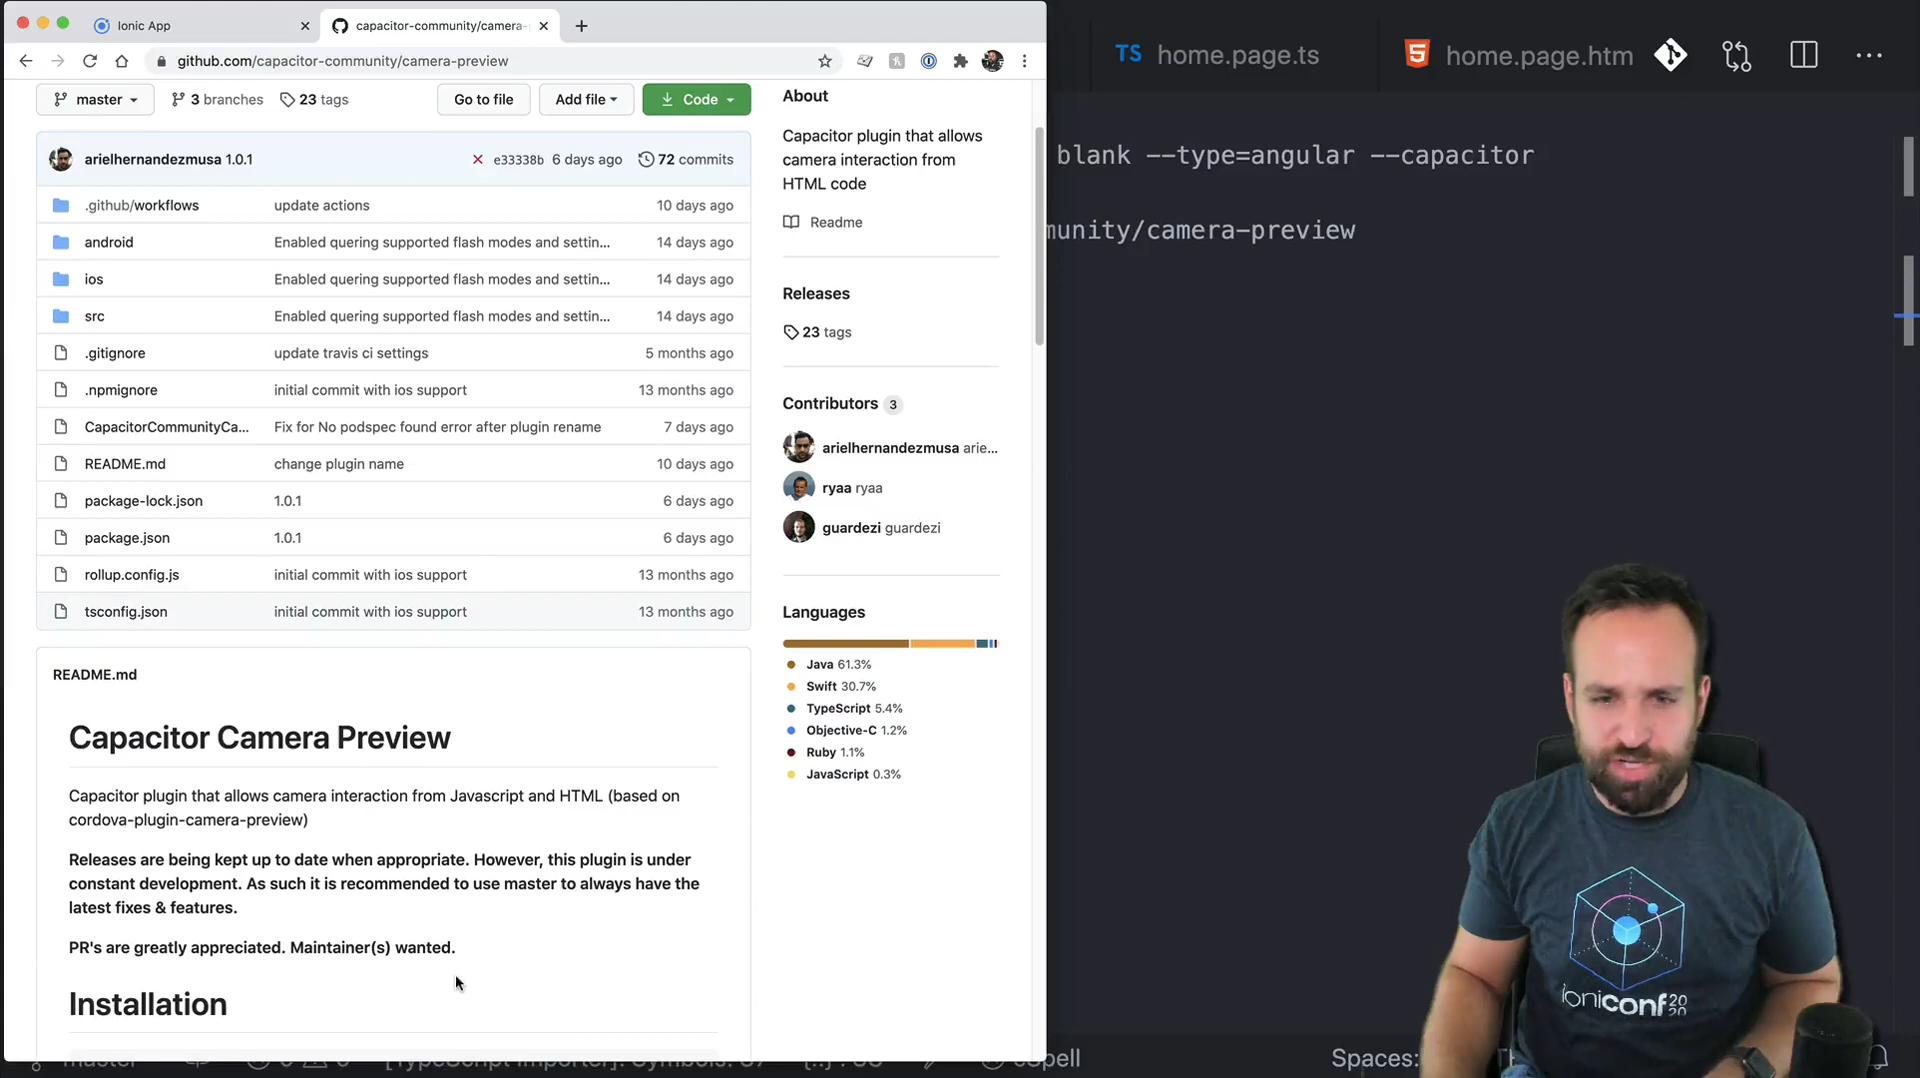 Ionic App
capacitor-community/camera-
github.com/capacitor-community/camera-preview
master
3 branches
23 tags
Go to file
Add file
Code
arielhernandezmusa 1.0.1
e33338b 6 days ago
72 commits
.github/workflows
update actions
10 days ago
android
Enabled quering supported flash modes and settin...
14 days ago
ios
Enabled quering supported flash modes and settin...
14 days ago
src
Enabled quering supported flash modes and settin...
14 days ago
.gitignore
update travis ci settings
5 months ago
.npmignore
initial commit with ios support
13 months ago
CapacitorCommunityCa...
Fix for No podspec found error after plugin rename
7 days ago
README.md
change plugin name
10 days ago
package-lock.json
1.0.1
6 days ago
package.json
1.0.1
6 days ago
rollup.config.js
initial commit with ios support
13 months ago
tsconfig.json
initial commit with ios support
13 months ago
README.md
Capacitor Camera Preview
Capacitor plugin that allows camera interaction from Javascript and HTML (based on
cordova-plugin-camera-preview)
Releases are being kept up to date when appropriate. However, this plugin is under
constant development. As such it is recommended to use master to always have the
latest fixes & features.
PR's are greatly appreciated. Maintainer(s) wanted.
Installation
About
Capacitor plugin that allows
camera interaction from
HTML code
Readme
Releases
23 tags
Contributors 3
arielhernandezmusa arie...
ryaa ryaa
guardezi guardezi
Languages
Java 61.3%
Swift 30.7%
TypeScript 5.4%
Objective-C 1.2%
Ruby 1.1%
JavaScript 0.3%
TS home.page.ts
home.page.htm
blank --type=angular --capacitor
munity/camera-preview
ioniconf 2020
master
[TypeScript Importer]: Symbols:
Spaces: